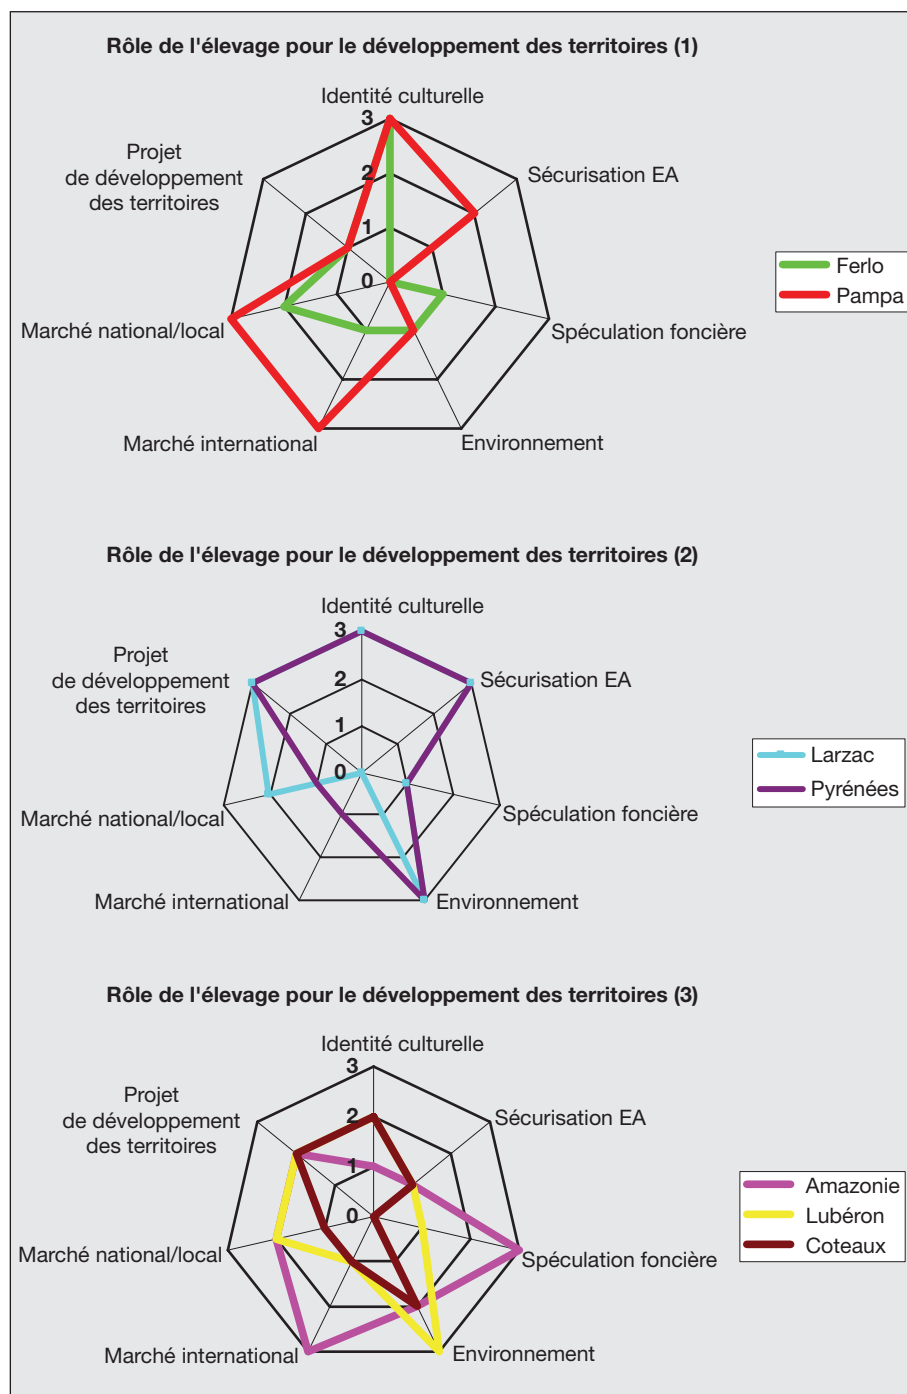 Rôle de l'élevage pour le développement des territoires (1)
Identité culturelle
3
Projet
de développement
des territoires
Sécurisation EA
2
1
0
Ferlo
Pampa
Marché national/local
Spéculation foncière
Marché international
Environnement
Rôle de l'élevage pour le développement des territoires (2)
Identité culturelle
3
Projet
de développement
des territoires
Sécurisation EA
2
1
0
Larzac
Pyrénées
Marché national/local
Spéculation foncière
Marché international
Environnement
Rôle de l'élevage pour le développement des territoires (3)
Identité culturelle
3
Projet
de développement
des territoires
Sécurisation EA
2
1
0
Amazonie
Lubéron
Coteaux
Marché national/local
Spéculation foncière
Marché international
Environnement